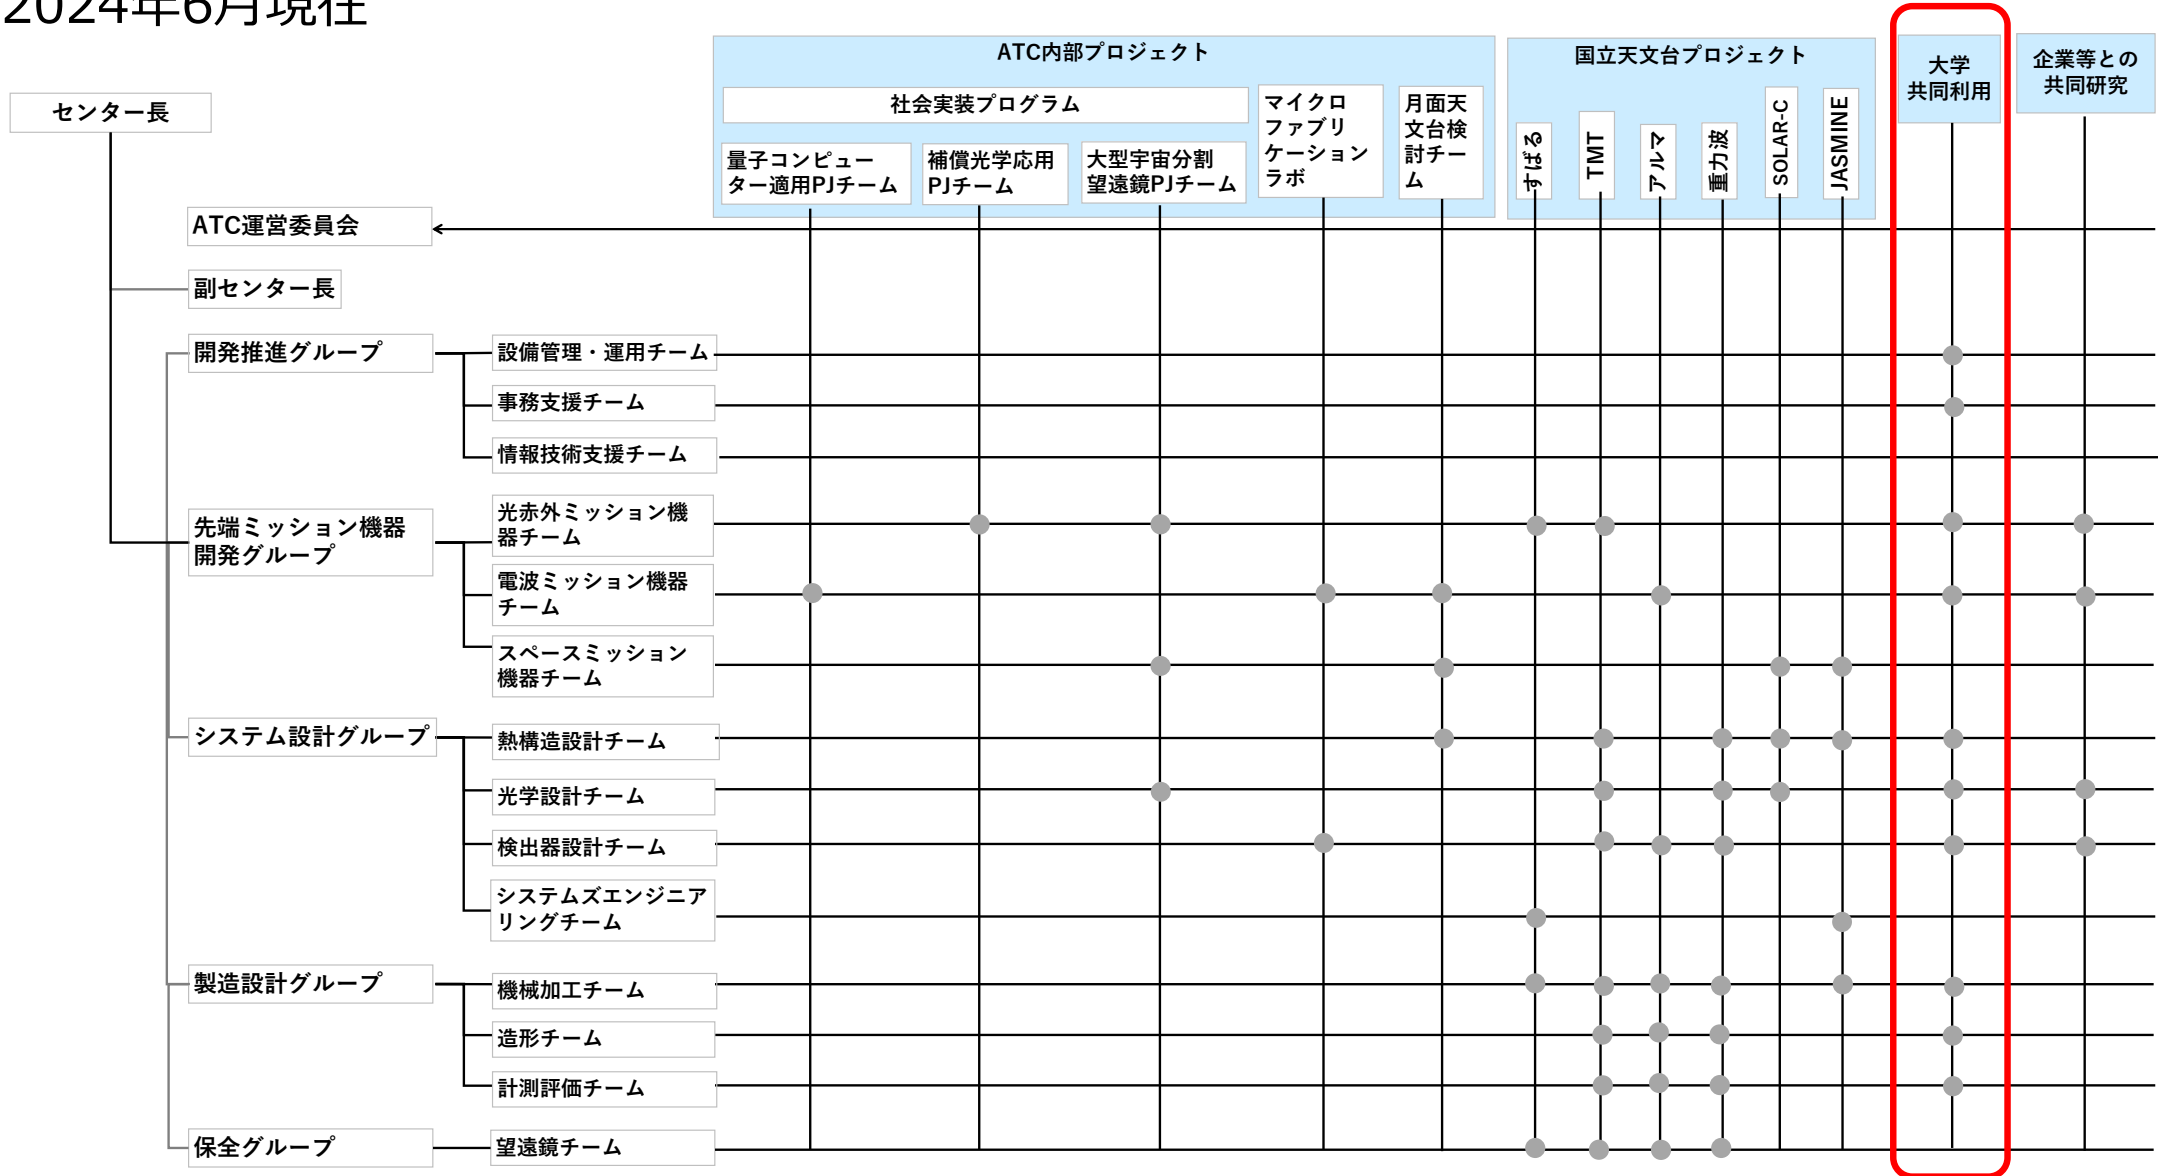 2024年6月現在
ATC内部プロジェクト
国立天文台プロジェクト
大学
共同利用
企業等との
共同研究
センター長
社会実装プログラム
マイクロ
ファブリ
ケーション
ラボ
月面天
文台検
討チー
ム
量子コンピュー
ター適用PJチーム
補償光学応用
PJチーム
大型宇宙分割
望遠鏡PJチーム
すばる
TMT
アルマ
重力波
SOLAR-C
JASMINE
ATC運営委員会
副センター長
開発推進グループ
設備管理・運用チーム
事務支援チーム
情報技術支援チーム
先端ミッション機器
開発グループ
光赤外ミッション機
器チーム
電波ミッション機器
チーム
スペースミッション
機器チーム
システム設計グループ
熱構造設計チーム
光学設計チーム
検出器設計チーム
システムズエンジニア
リングチーム
製造設計グループ
機械加工チーム
造形チーム
計測評価チーム
保全グループ
望遠鏡チーム